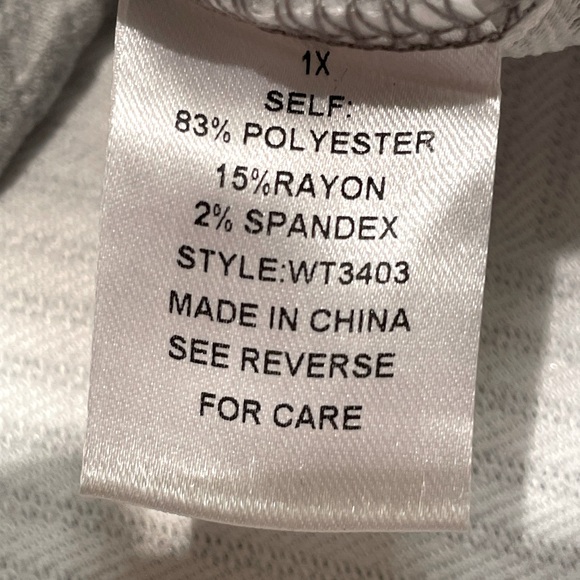 1X
SELF:
83% POLYESTER
15%RAYON
2% SPANDEX
STYLE:WT3403
MADE IN CHINA
SEE REVERSE
FOR CARE